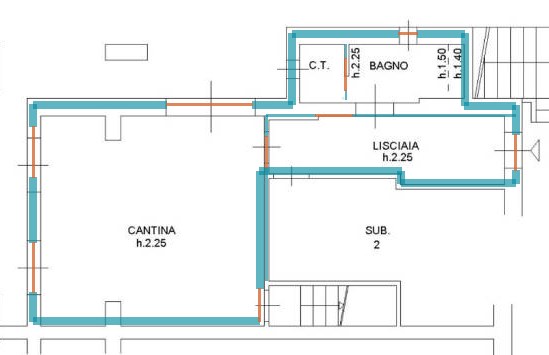 C.T.
h.2.25
BAGNO
h.1.50
h.1.40
LISCIAIA
h.2.25
CANTINA
h.2.25
SUB.
2